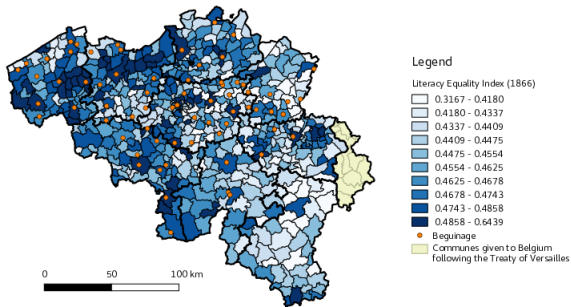 Legend
Literacy Equality Index (1866)
0.3167 - 0.4180
0.4180 - 0.4337
0.4337 - 0.4409
0.4409 - 0.4475
0.4475 - 0.4554
0.4554 - 0.4625
0.4625 - 0.4678
0.4678 - 0.4743
0.4743 - 0.4858
0.4858 - 0.6439
Beguinage
Communes given to Belgium
following the Treaty of Versailles
0 50 100 km